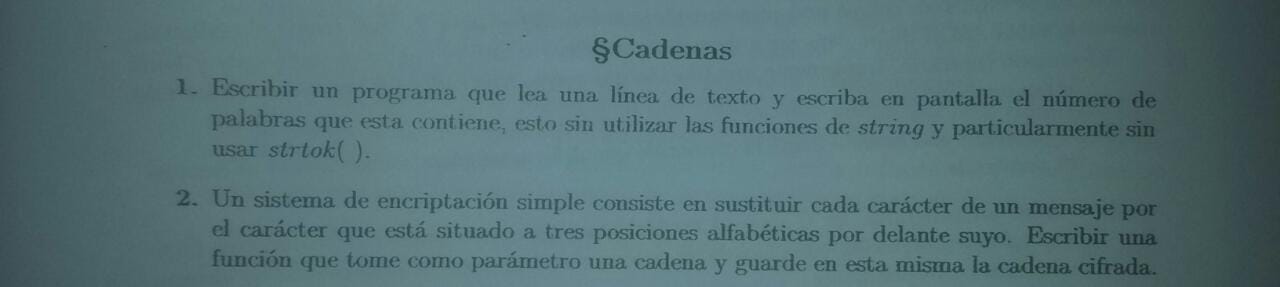 §Cadenas
1. Escribir un programa que lea una línea de texto y escriba en pantalla el número de
palabras que esta contiene, esto sin utilizar las funciones de string y particularmente sin
usar strtok( ).
2. Un sistema de encriptación simple consiste en sustituir cada carácter de un mensaje por
el carácter que está situado a tres posiciones alfabéticas por delante suyo. Escribir una
función que tome como parámetro una cadena y guarde en esta misma la cadena cifrada.